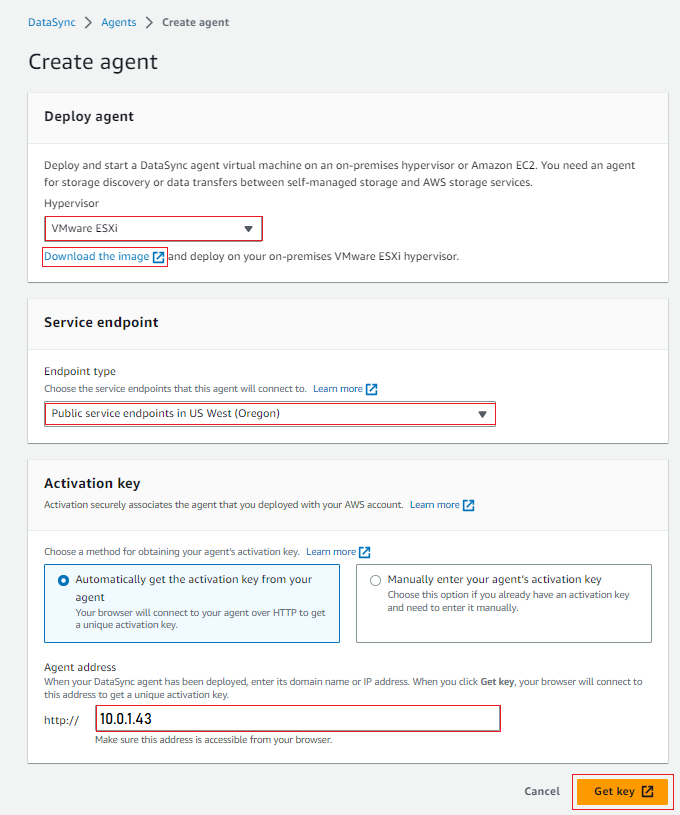 DataSync > Agents > Create agent
Create agent
Deploy agent
Deploy and start a DataSync agent virtual machine on an on-premises hypervisor or Amazon EC2. You need an agent
for storage discovery or data transfers between self-managed storage and AWS storage services.
Hypervisor
VMware ESXi
Download the image and deploy on your on-premises VMware ESXi hypervisor.
Service endpoint
Endpoint type
Choose the service endpoints that this agent will connect to. Learn more
Public service endpoints in US West (Oregon)
Activation key
Activation securely associates the agent that you deployed with your AWS account. Learn more
Choose a method for obtaining your agent's activation key. Learn more
Automatically get the activation key from your
agent
Your browser will connect to your agent over HTTP to get
a unique activation key.
Manually enter your agent's activation key
Choose this option if you already have an activation key
and need to enter it manually.
Agent address
When your DataSync agent has been deployed, enter its domain name or IP address. When you click Get key, your browser will connect to
this address to get a unique activation key.
http:// 10.0.1.43
Make sure this address is accessible from your browser.
Cancel Get key